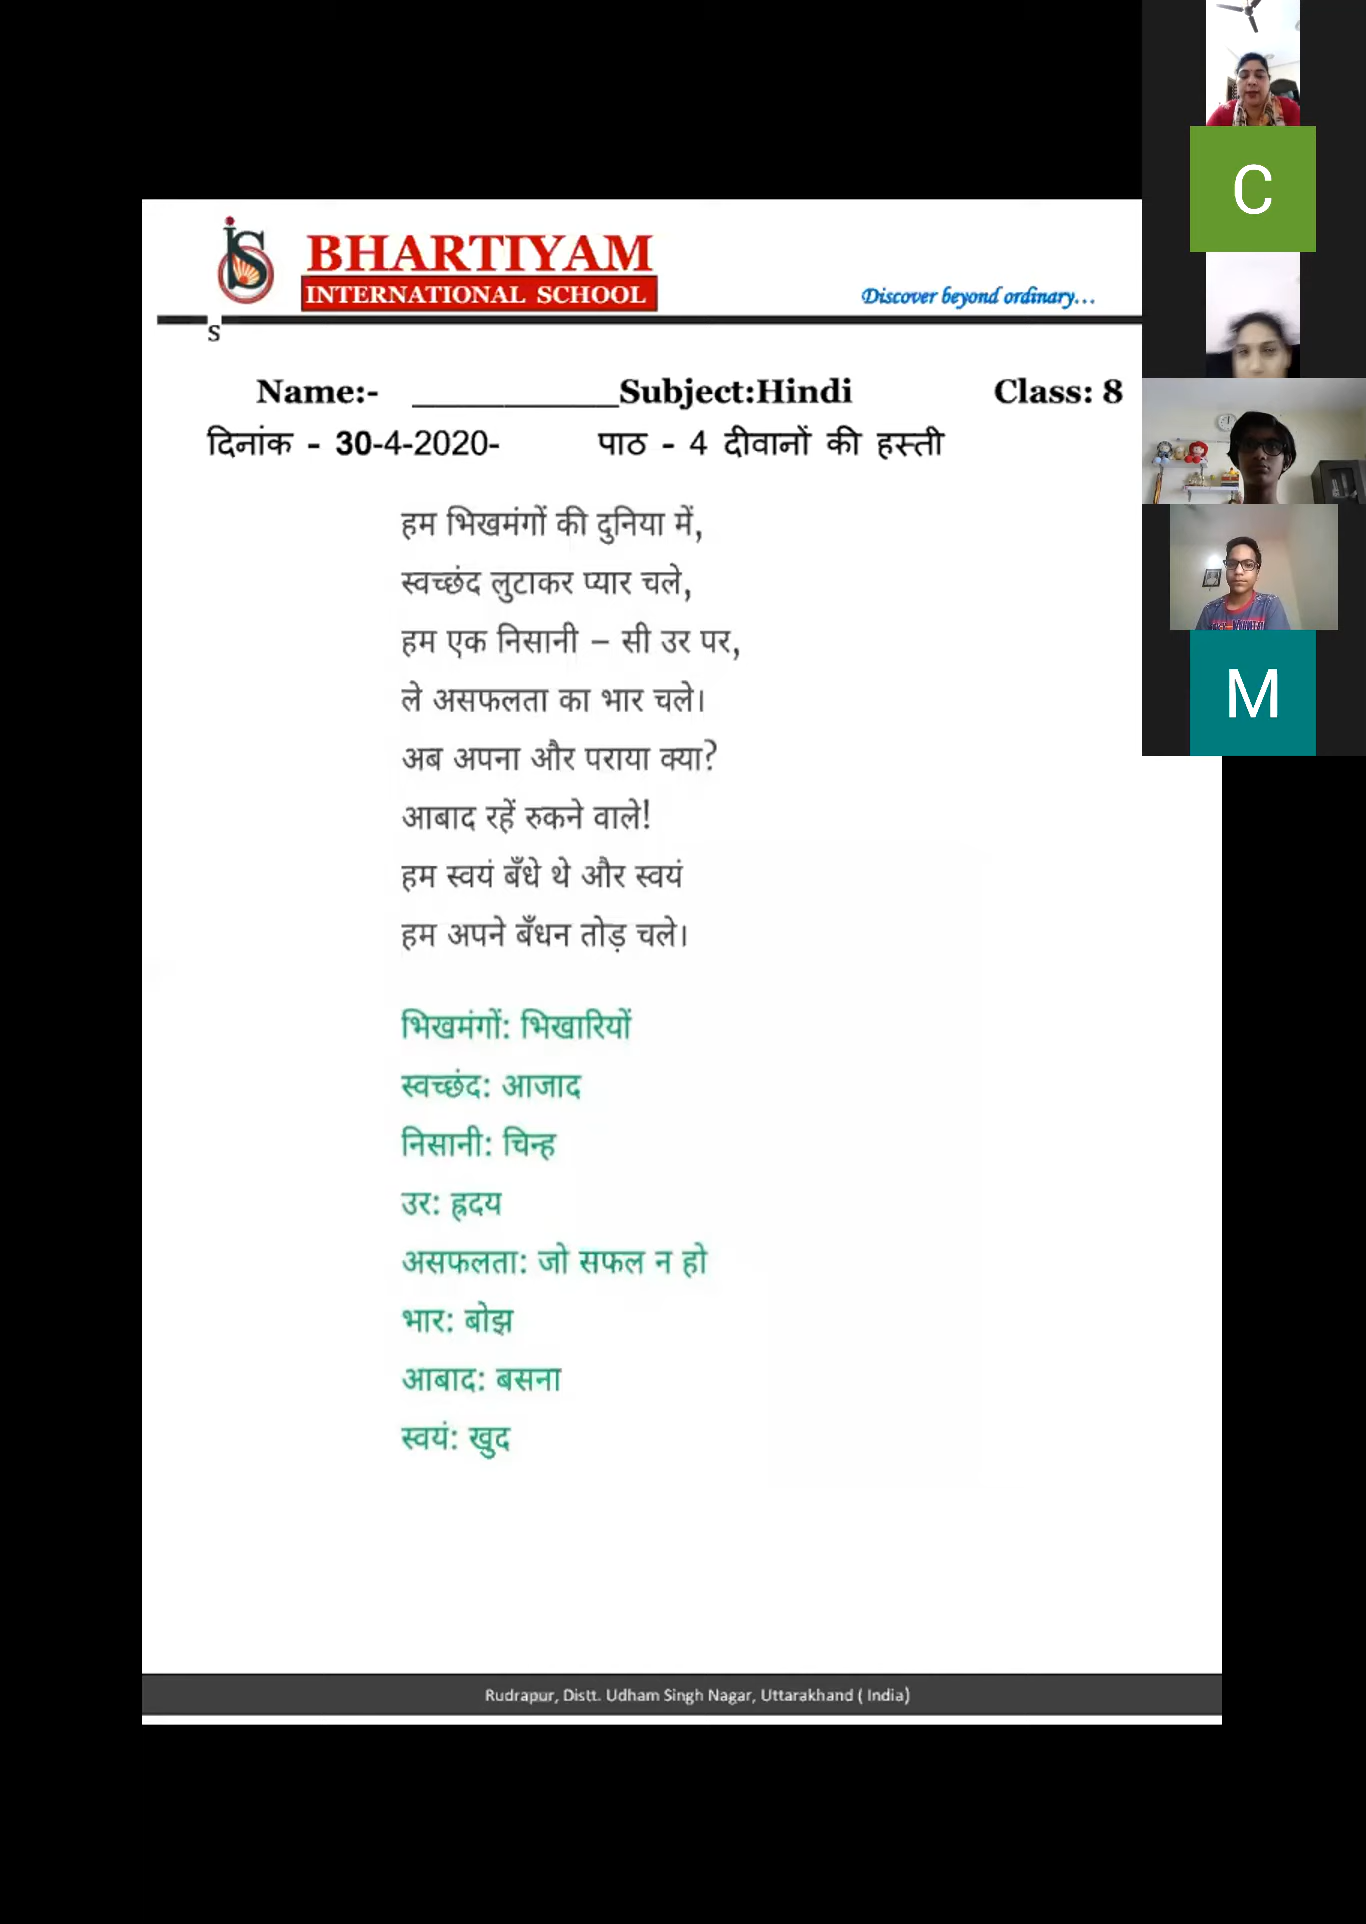 BHARTIYAM
INTERNATIONAL SCHOOL
Discover beyond ordinary...
S
Name:- ____________Subject:Hindi Class: 8
दिनांक - 30-4-2020- पाठ - 4 दीवानों की हस्ती
हम भिखमंगों की दुनिया में,
स्वच्छंद लुटाकर प्यार चले,
हम एक निसानी – सी उर पर,
ले असफलता का भार चले।
अब अपना और पराया क्या?
आबाद रहें रुकने वाले!
हम स्वयं बँधे थे और स्वयं
हम अपने बँधन तोड़ चले।
भिखमंगों: भिखारियों
स्वच्छंद: आजाद
निसानी: चिन्ह
उर: ह्रदय
असफलता: जो सफल न हो
भार: बोझ
आबाद: बसना
स्वयं: खुद
Rudrapur, Distt. Udham Singh Nagar, Uttarakhand ( India)
C
M